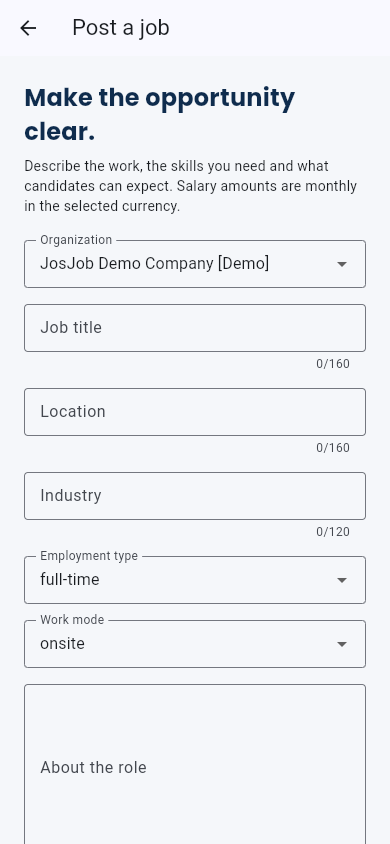 Post a job
Make the opportunity
clear.
Describe the work, the skills you need and what
candidates can expect. Salary amounts are monthly
in the selected currency.
Organization
JosJob Demo Company [Demo]
Job title
0/160
Location
0/160
Industry
0/120
Employment type
full-time
Work mode
onsite
About the role